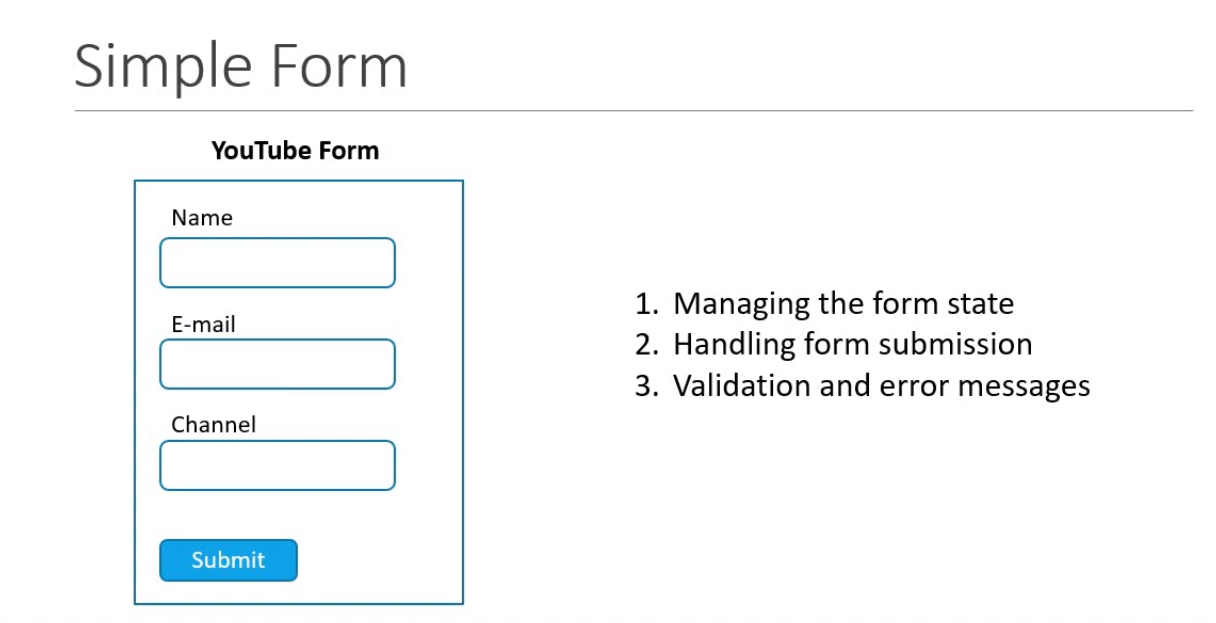 Simple Form
YouTube Form
Name
E-mail
Channel
Submit
1. Managing the form state
2. Handling form submission
3. Validation and error messages